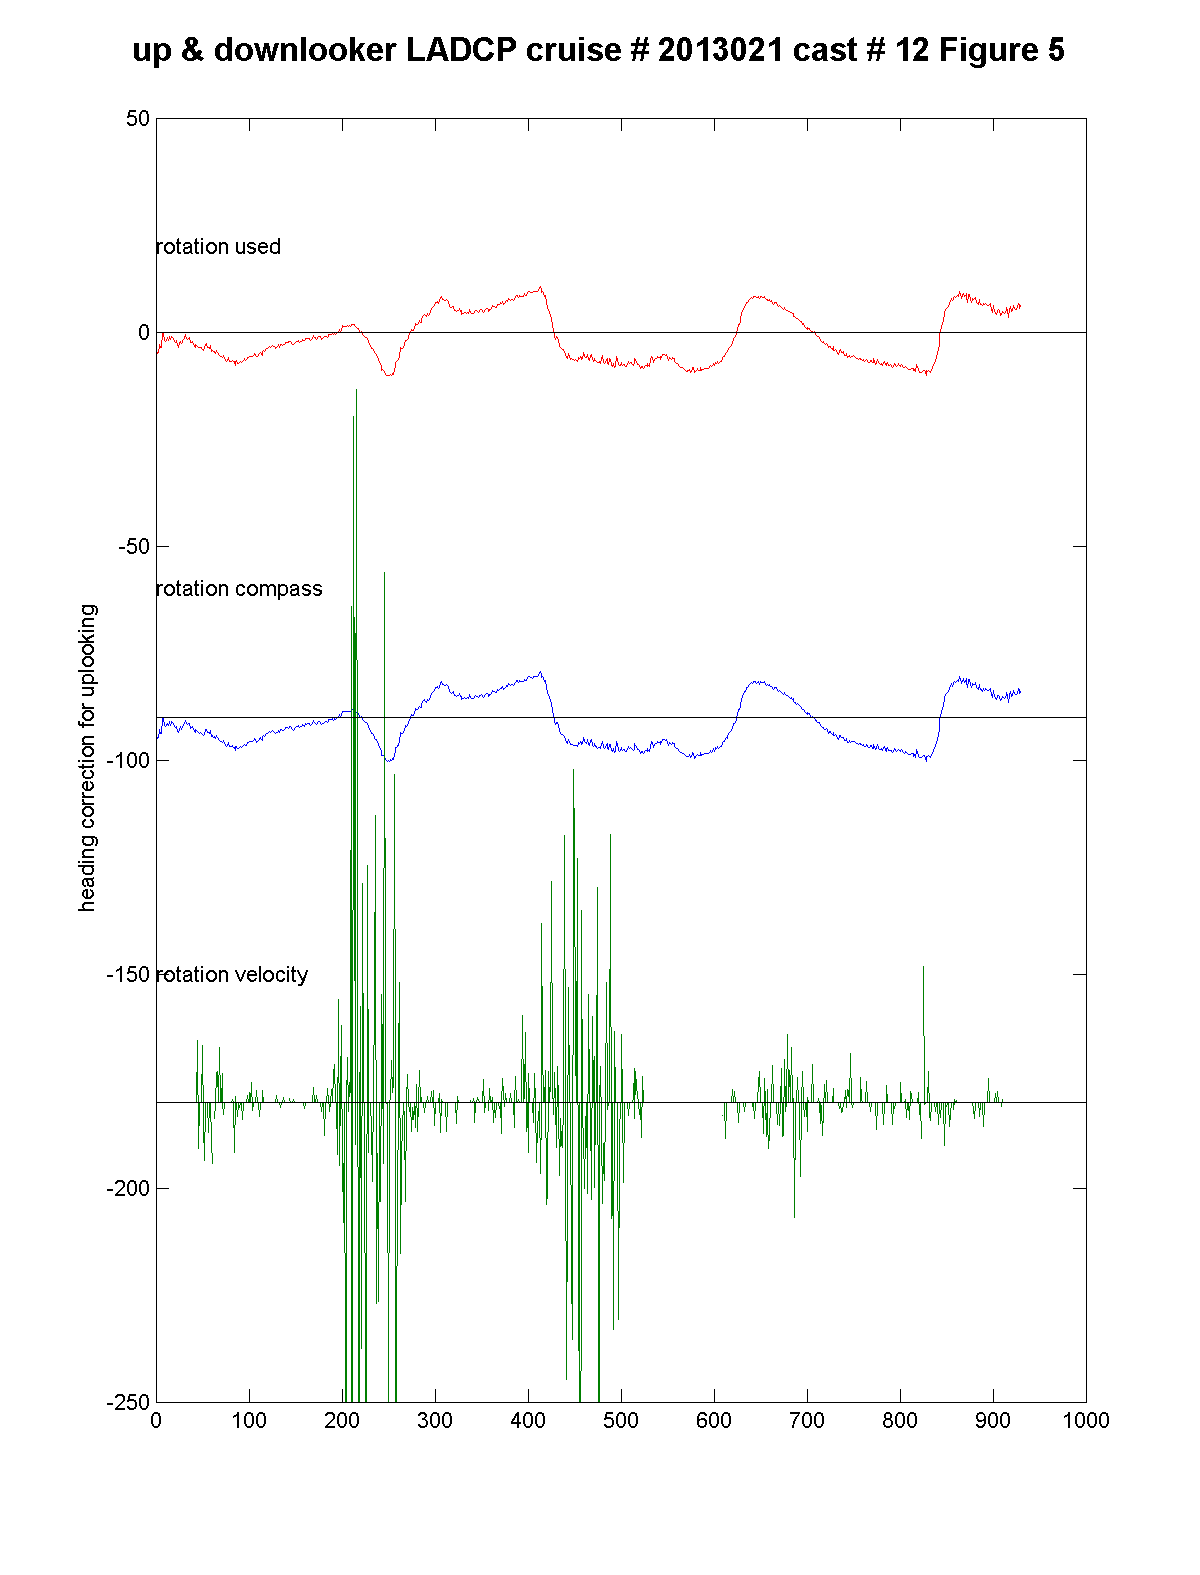 up & downlooker LADCP cruise # 2013021 cast # 12 Figure 5
50
rotation used
0
-50
rotation compass
heading correction for uplooking
-100
-150
rotation velocity
-200
-250
0 100 200 300 400 500 600 700 800 900 1000